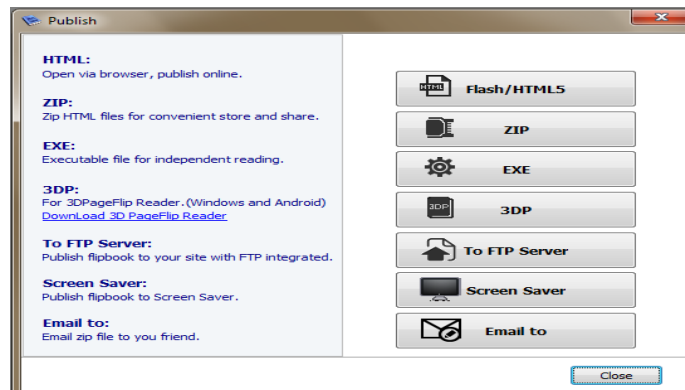 Publish
HTML:
Open via browser, publish online.
ZIP:
Zip HTML files for convenient store and share.
EXE:
Executable file for independent reading.
3DP:
For 3DPageFlip Reader.(Windows and Android)
DownLoad 3D PageFlip Reader
To FTP Server:
Publish flipbook to your site with FTP integrated.
Screen Saver:
Publish flipbook to Screen Saver.
Email to:
Email zip file to you friend.
HTML Flash/HTML5
ZIP
EXE
3DP 3DP
To FTP Server
Screen Saver
Email to
Close